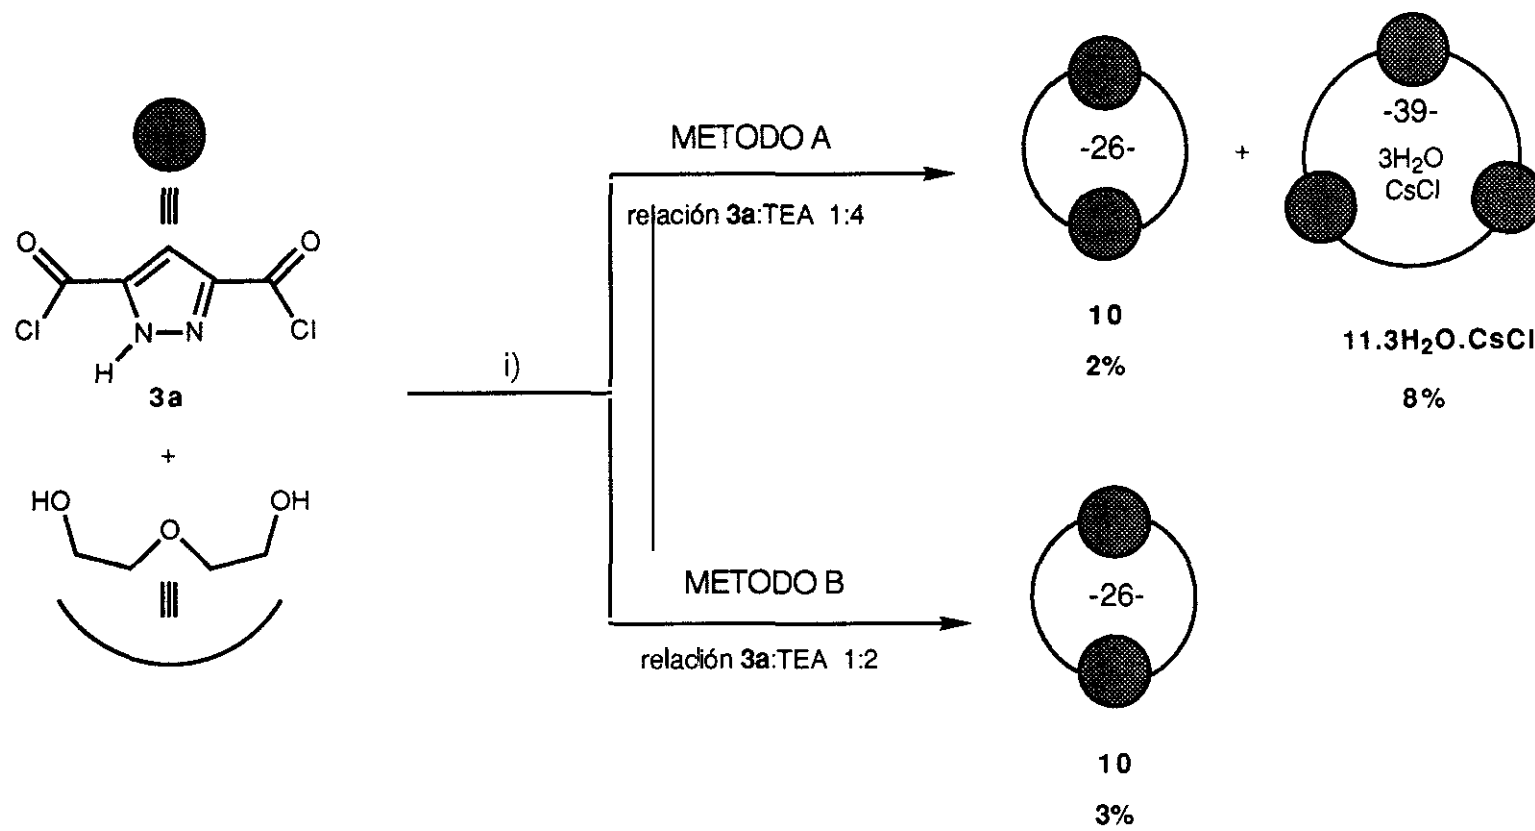 O
O
Cl
N
N
Cl
H
3a
+
HO
OH
O
i)
METODO A
relación 3a:TEA 1:4
-26-
10
2%
+
-39-
3H₂O
CsCl
11.3H₂O.CsCl
8%
METODO B
relación 3a:TEA 1:2
-26-
10
3%